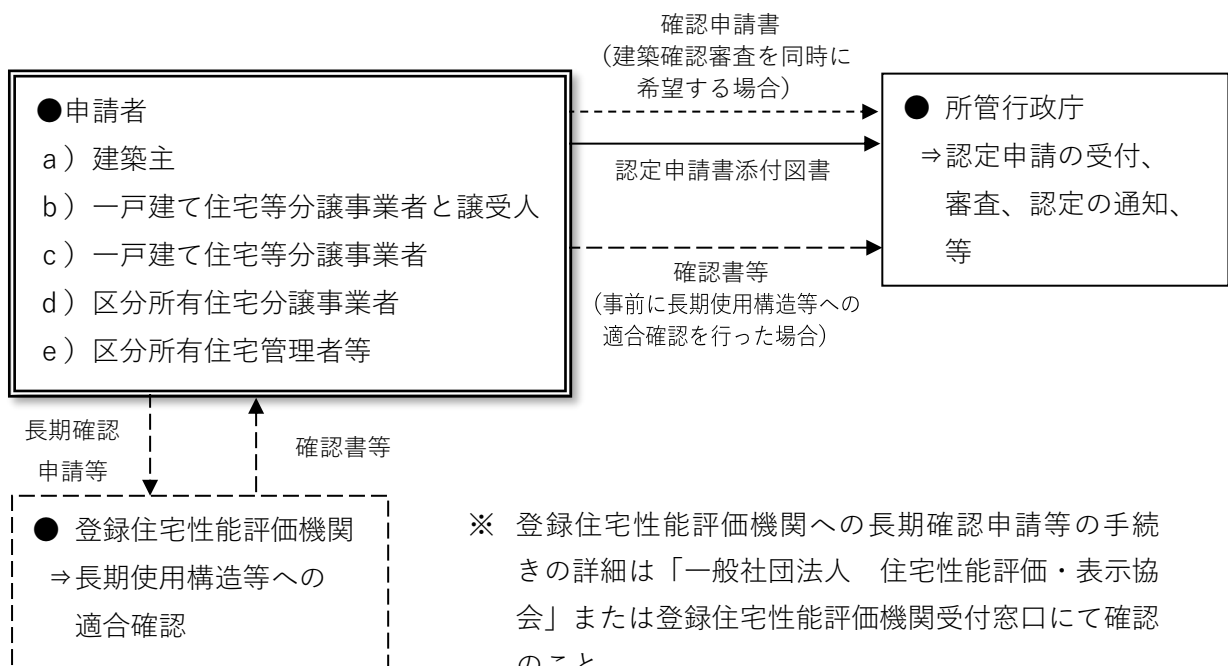 確認申請書
（建築確認審査を同時に
希望する場合）
●申請者
a）建築主
b）一戸建て住宅等分譲事業者と譲受人
c）一戸建て住宅等分譲事業者
d）区分所有住宅分譲事業者
e）区分所有住宅管理者等
認定申請書添付図書
確認書等
（事前に長期使用構造等への
適合確認を行った場合）
● 所管行政庁
⇒認定申請の受付、
審査、認定の通知、
等
長期確認
申請等
確認書等
● 登録住宅性能評価機関
⇒長期使用構造等への
適合確認
※ 登録住宅性能評価機関への長期確認申請等の手続
きの詳細は「一般社団法人　住宅性能評価・表示協
会」または登録住宅性能評価機関受付窓口にて確認
のこと